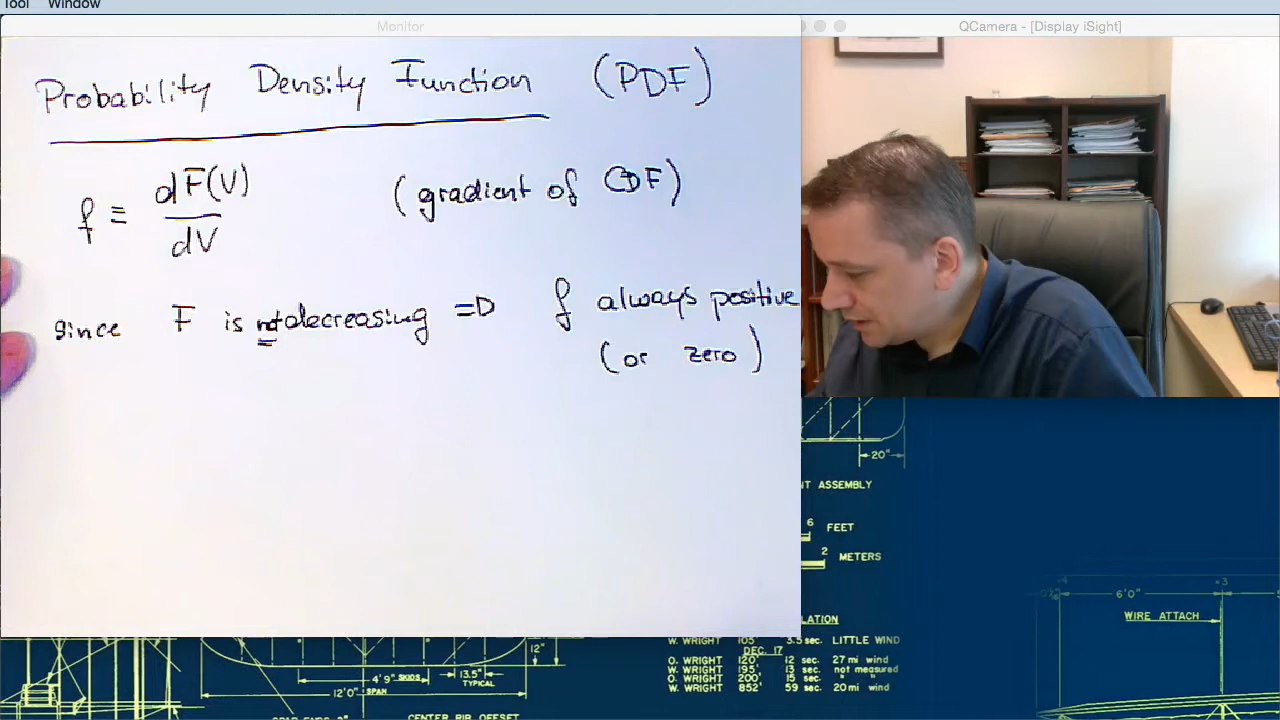 Tool Window
Monitor
QCamera - [Display iSight]
Probability Density Function (PDF)
f ≡ dF(V)
dV
(gradient of CDF)
since F is not decreasing => f always positive
(or zero)
20"
NT ASSEMBLY
6 FEET
2 METERS
LATION
W. WRIGHT 105' 3.5 sec. LITTLE WIND
DEC. 17
O. WRIGHT 120' 12 sec. 27 mi wind
W. WRIGHT 195' 13 sec. not measured
O. WRIGHT 200' 15 sec. " "
W. WRIGHT 852' 59 sec. 20 mi wind
12"
4'9" SKIDS
13.5" TYPICAL
12'0" SPAN
CENTER RIB OFFSET
3
6'0"
WIRE ATTACH